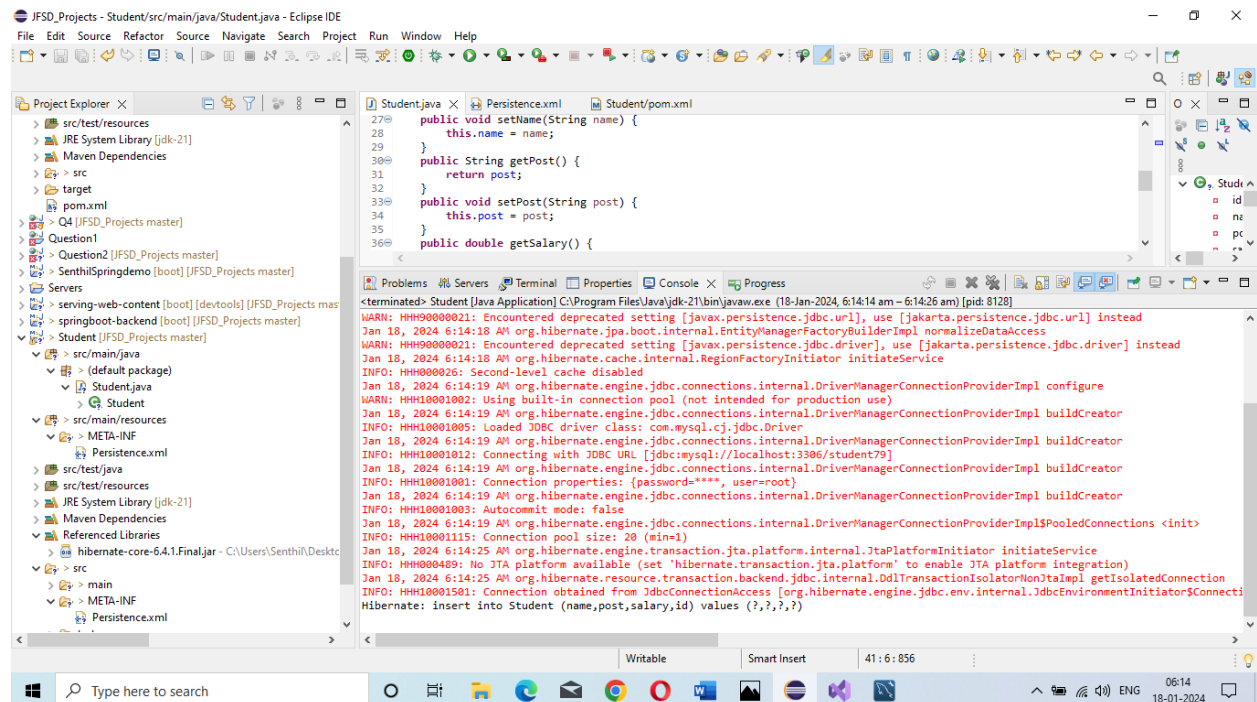 JFSD_Projects - Student/src/main/java/Student.java - Eclipse IDE
File Edit Source Refactor Source Navigate Search Project Run Window Help
Project Explorer
src/test/resources
JRE System Library [jdk-21]
Maven Dependencies
> src
target
pom.xml
> Q4 [JFSD_Projects master]
Question1
> Question2 [JFSD_Projects master]
> SenthilSpringdemo [boot] [JFSD_Projects master]
Servers
> serving-web-content [boot] [devtools] [JFSD_Projects mas
> springboot-backend [boot] [JFSD_Projects master]
> Student [JFSD_Projects master]
> src/main/java
> (default package)
Student.java
Student
> src/main/resources
> META-INF
Persistence.xml
src/test/java
src/test/resources
JRE System Library [jdk-21]
Maven Dependencies
Referenced Libraries
hibernate-core-6.4.1.Final.jar - C:\Users\Senthil\Deskto
> src
> main
> META-INF
Persistence.xml
Student.java Persistence.xml Student/pom.xml
27 public void setName(String name) {
28 this.name = name;
29 }
30 public String getPost() {
31 return post;
32 }
33 public void setPost(String post) {
34 this.post = post;
35 }
36 public double getSalary() {
Stude
id
na
po
Problems Servers Terminal Properties Console Progress
<terminated> Student [Java Application] C:\Program Files\Java\jdk-21\bin\javaw.exe (18-Jan-2024, 6:14:14 am – 6:14:26 am) [pid: 8128]
WARN: HHH90000021: Encountered deprecated setting [javax.persistence.jdbc.url], use [jakarta.persistence.jdbc.url] instead
Jan 18, 2024 6:14:18 AM org.hibernate.jpa.boot.internal.EntityManagerFactoryBuilderImpl normalizeDataAccess
WARN: HHH90000021: Encountered deprecated setting [javax.persistence.jdbc.driver], use [jakarta.persistence.jdbc.driver] instead
Jan 18, 2024 6:14:18 AM org.hibernate.cache.internal.RegionFactoryInitiator initiateService
INFO: HHH000026: Second-level cache disabled
Jan 18, 2024 6:14:19 AM org.hibernate.engine.jdbc.connections.internal.DriverManagerConnectionProviderImpl configure
WARN: HHH10001002: Using built-in connection pool (not intended for production use)
Jan 18, 2024 6:14:19 AM org.hibernate.engine.jdbc.connections.internal.DriverManagerConnectionProviderImpl buildCreator
INFO: HHH10001005: Loaded JDBC driver class: com.mysql.cj.jdbc.Driver
Jan 18, 2024 6:14:19 AM org.hibernate.engine.jdbc.connections.internal.DriverManagerConnectionProviderImpl buildCreator
INFO: HHH10001012: Connecting with JDBC URL [jdbc:mysql://localhost:3306/student79]
Jan 18, 2024 6:14:19 AM org.hibernate.engine.jdbc.connections.internal.DriverManagerConnectionProviderImpl buildCreator
INFO: HHH10001001: Connection properties: {password=****, user=root}
Jan 18, 2024 6:14:19 AM org.hibernate.engine.jdbc.connections.internal.DriverManagerConnectionProviderImpl buildCreator
INFO: HHH10001003: Autocommit mode: false
Jan 18, 2024 6:14:19 AM org.hibernate.engine.jdbc.connections.internal.DriverManagerConnectionProviderImpl$PooledConnections <init>
INFO: HHH10001115: Connection pool size: 20 (min=1)
Jan 18, 2024 6:14:25 AM org.hibernate.engine.transaction.jta.platform.internal.JtaPlatformInitiator initiateService
INFO: HHH000489: No JTA platform available (set 'hibernate.transaction.jta.platform' to enable JTA platform integration)
Jan 18, 2024 6:14:25 AM org.hibernate.resource.transaction.backend.jdbc.internal.DdlTransactionIsolatorNonJtaImpl getIsolatedConnection
INFO: HHH10001501: Connection obtained from JdbcConnectionAccess [org.hibernate.engine.jdbc.env.internal.JdbcEnvironmentInitiator$Connecti
Hibernate: insert into Student (name,post,salary,id) values (?,?,?,?)
Writable Smart Insert 41 : 6 : 856
Type here to search
ENG
06:14
18-01-2024